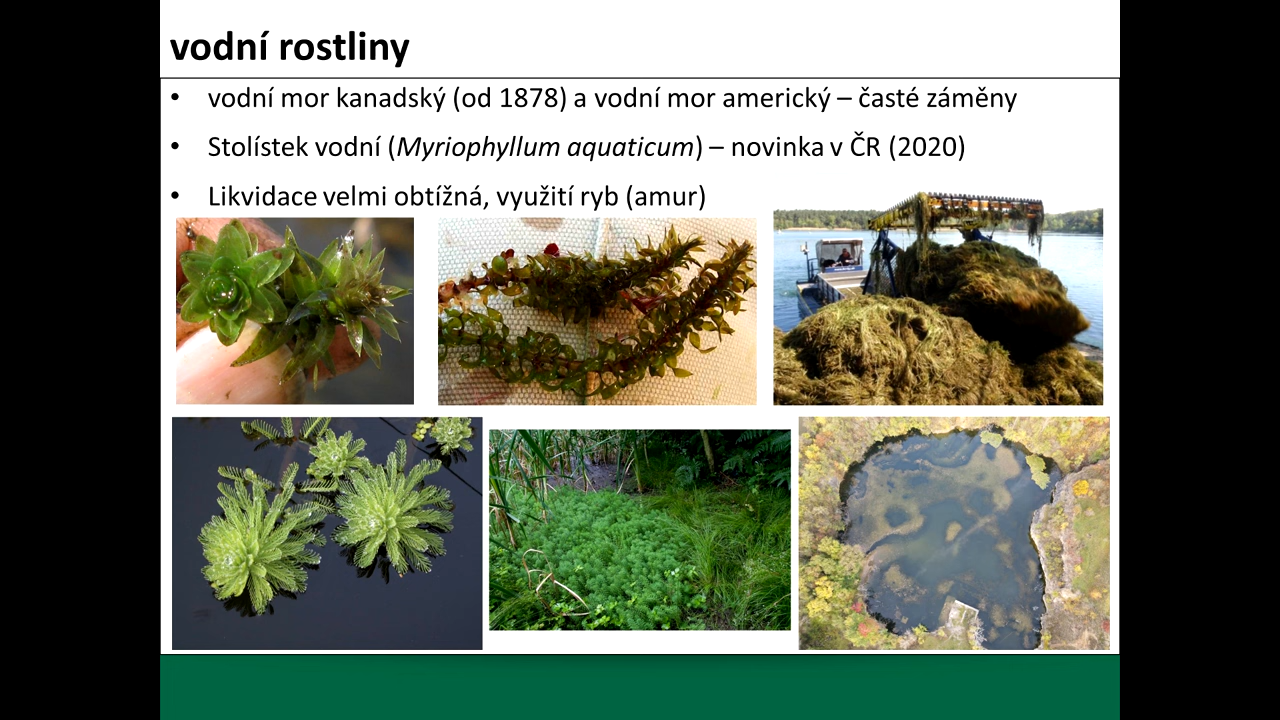 vodní rostliny
• vodní mor kanadský (od 1878) a vodní mor americký – časté záměny
• Stolístek vodní (Myriophyllum aquaticum) – novinka v ČR (2020)
• Likvidace velmi obtížná, využití ryb (amur)